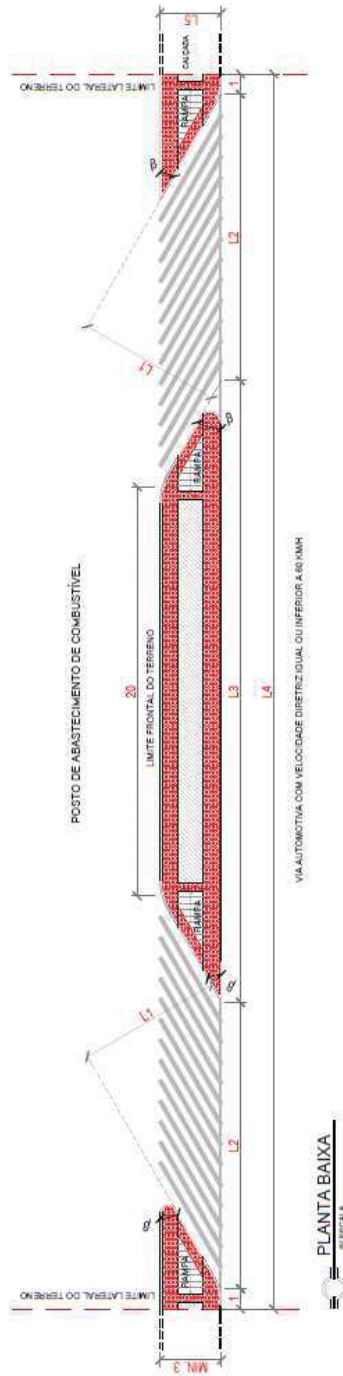 POSTO DE ABASTECIMENTO DE COMBUSTÍVEL
LIMITE LATERAL DO TERRENO
LIMITE LATERAL DO TERRENO
20
LIMITE FRONTAL DO TERRENO
L1
L1
β
β
β
β
RAMPA
RAMPA
RAMPA
RAMPA
CALÇADA
MIN. 3
L5
1
L2
L3
L2
1
L4
VIA AUTOMOTIVA COM VELOCIDADE DIRETRIZ IGUAL OU INFERIOR A 60 KM/H
PLANTA BAIXA
S/ ESCALA